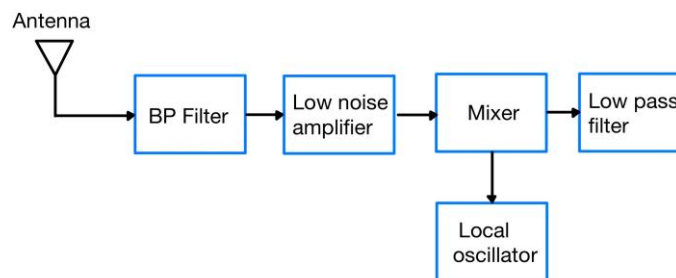 Antenna
BP Filter
Low noise
amplifier
Mixer
Low pass
filter
Local
oscillator